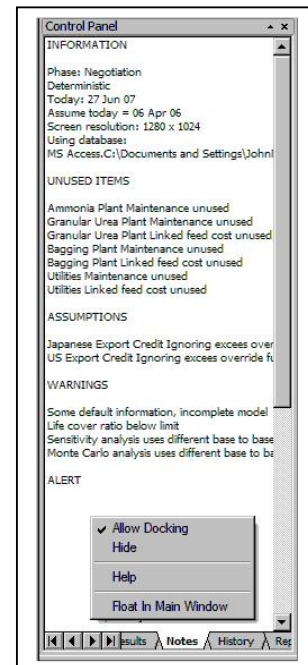 Control Panel
INFORMATION
Phase: Negotiation
Deterministic
Today: 27 Jun 07
Assume today = 06 Apr 06
Screen resolution: 1280 x 1024
Using database:
MS Access.C:\Documents and Settings\John
UNUSED ITEMS
Ammonia Plant Maintenance unused
Granular Urea Plant Maintenance unused
Granular Urea Plant Linked feed cost unused
Bagging Plant Maintenance unused
Bagging Plant Linked feed cost unused
Utilities Maintenance unused
Utilities Linked feed cost unused
ASSUMPTIONS
Japanese Export Credit Ignoring excees over
US Export Credit Ignoring excees override fu
WARNINGS
Some default information, incomplete model
Life cover ratio below limit
Sensitivity analysis uses different base to base
Monte Carlo analysis uses different base to ba
ALERT
Allow Docking
Hide
Help
Float In Main Window
esults Notes History Rep